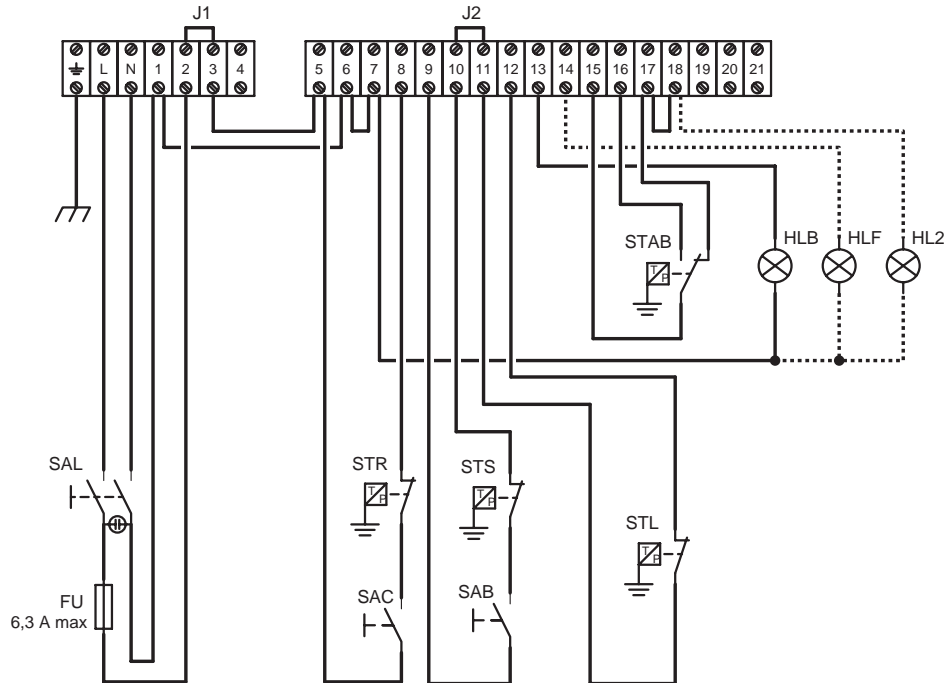 J1
J2
L N 1 2 3 4
5 6 7 8 9 10 11 12 13 14 15 16 17 18 19 20 21
STAB
T P
HLB
HLF
HL2
SAL
STR
T P
STS
T P
STL
T P
FU
6,3 A max
SAC
SAB